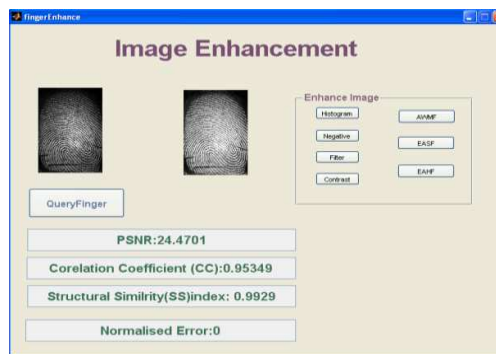 fingerEnhance
Image Enhancement
Enhance Image
Histogram
AWMF
Negative
EASF
Filter
EAHF
Contrast
QueryFinger
PSNR:24.4701
Corelation Coefficient (CC):0.95349
Structural Similrity(SS)index: 0.9929
Normalised Error:0